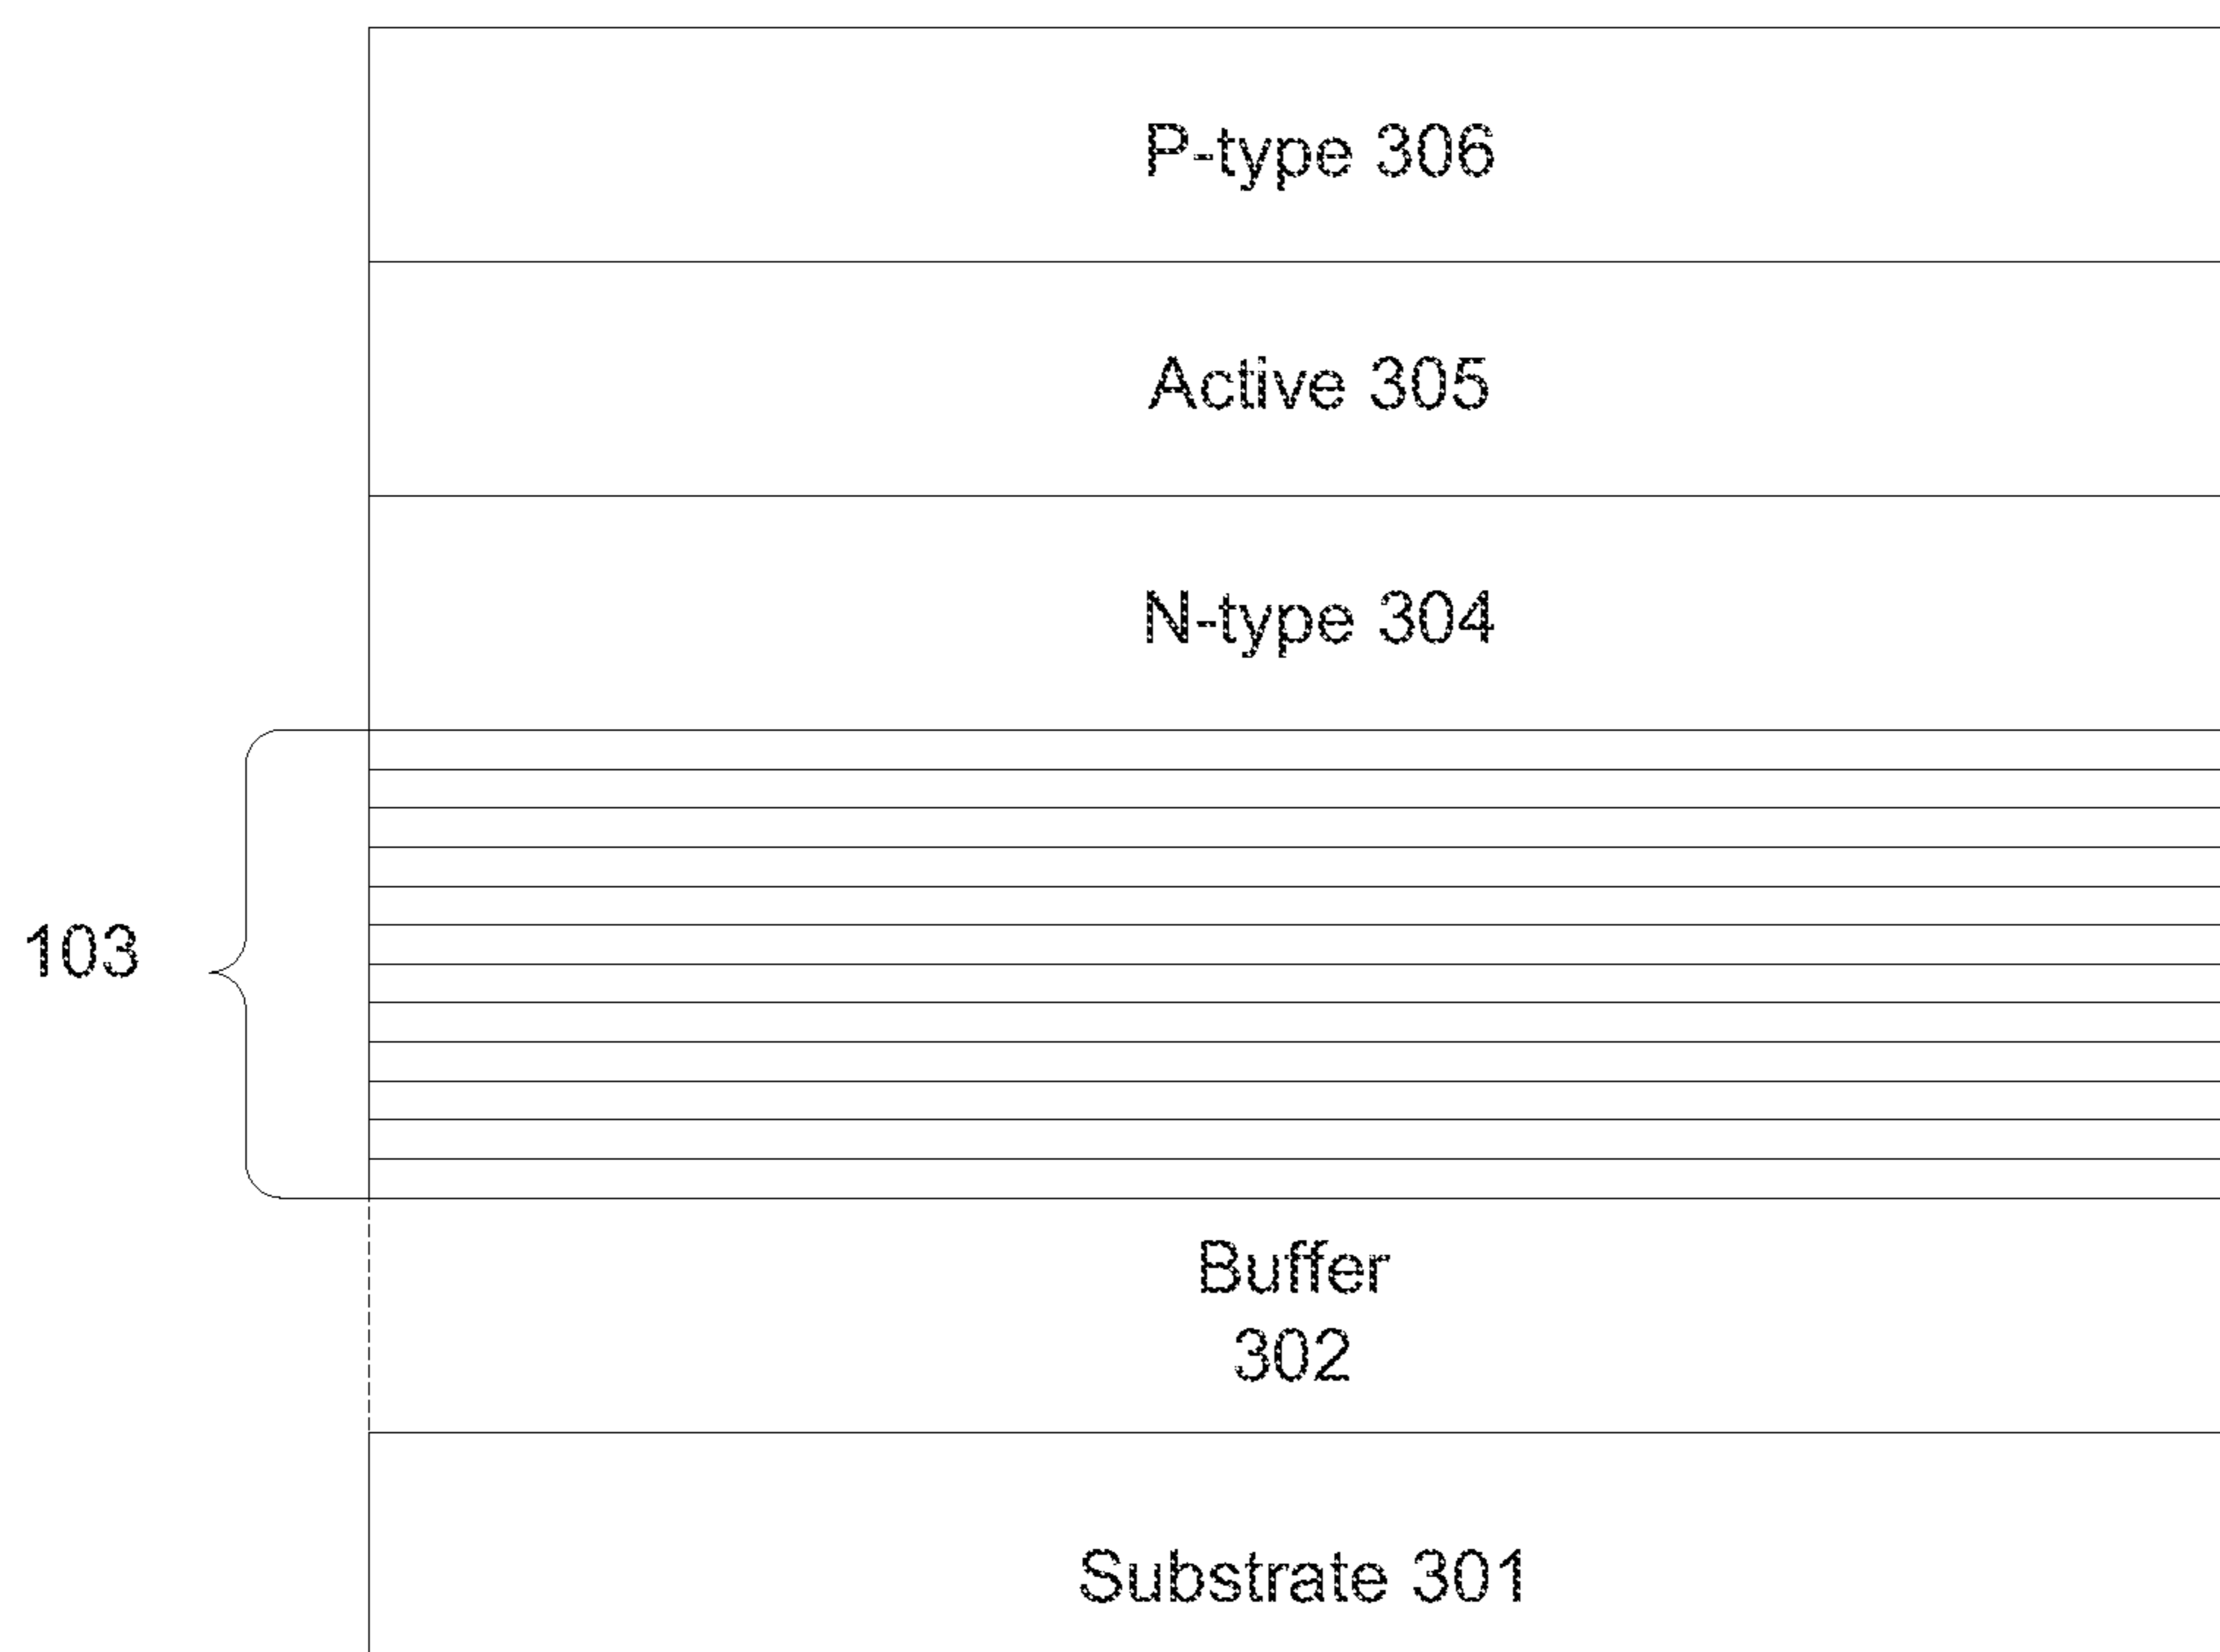 P-type 306
Active 305
N-type 304
103
Buffer
302
Substrate 301